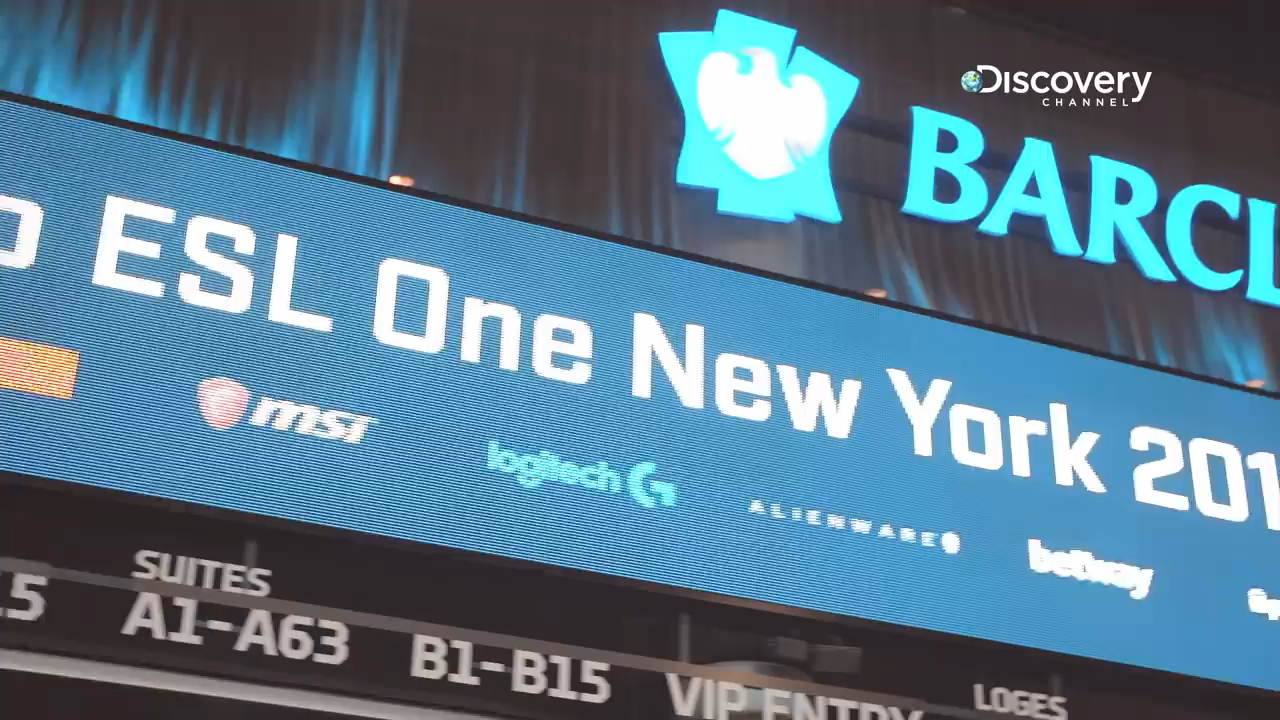 Discovery
CHANNEL
BARCL
o ESL One New York 201
msi
logitech G
ALIENWARE
betway
.5
SUITES
A1-A63
B1-B15
VIP ENTRY
LOGES